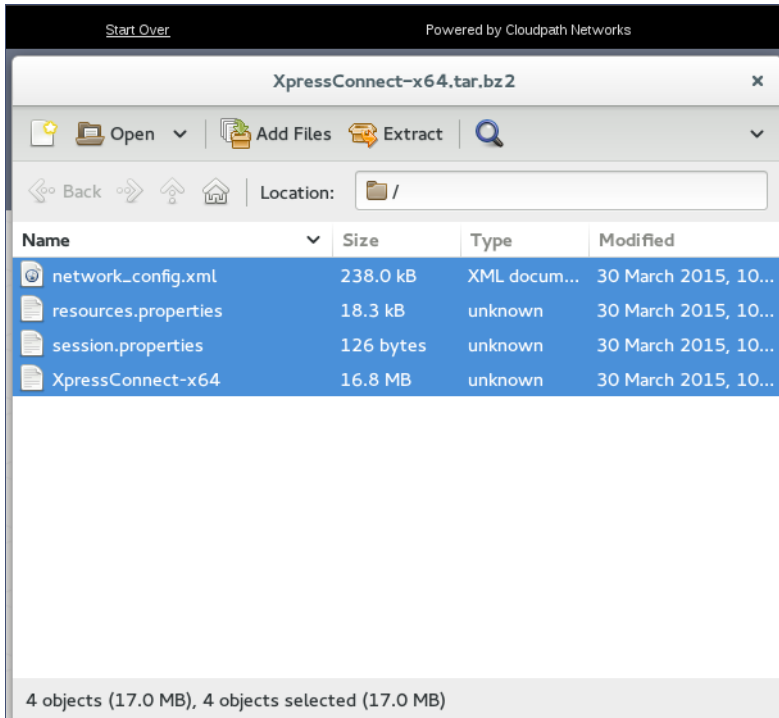 Start Over Powered by Cloudpath Networks
XpressConnect-x64.tar.bz2 ×
Open Add Files Extract
Back Location: /
Name Size Type Modified
network_config.xml 238.0 kB XML docum... 30 March 2015, 10...
resources.properties 18.3 kB unknown 30 March 2015, 10...
session.properties 126 bytes unknown 30 March 2015, 10...
XpressConnect-x64 16.8 MB unknown 30 March 2015, 10...
4 objects (17.0 MB), 4 objects selected (17.0 MB)